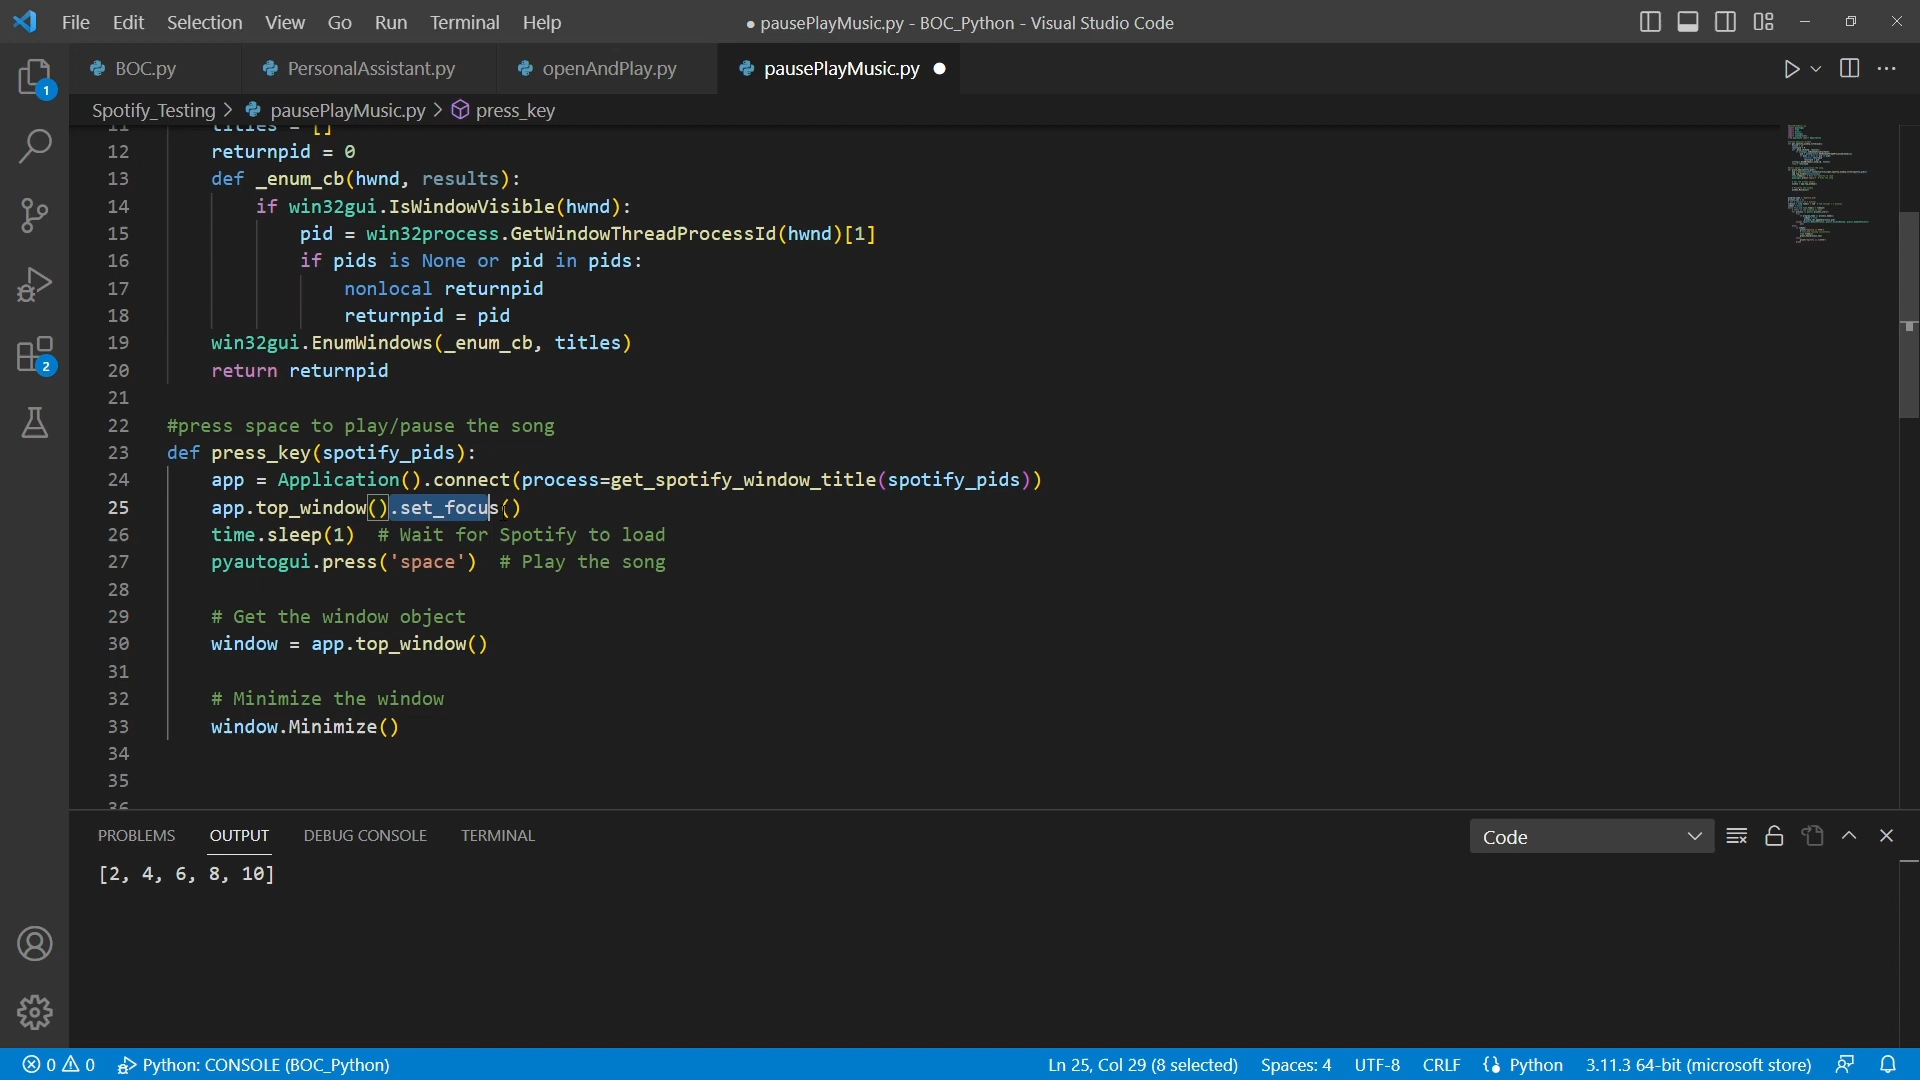 File Edit Selection View Go Run Terminal Help
● pausePlayMusic.py - BOC_Python - Visual Studio Code
BOC.py PersonalAssistant.py openAndPlay.py pausePlayMusic.py
Spotify_Testing > pausePlayMusic.py > press_key
11 titles = []
12 returnpid = 0
13 def _enum_cb(hwnd, results):
14 if win32gui.IsWindowVisible(hwnd):
15 pid = win32process.GetWindowThreadProcessId(hwnd)[1]
16 if pids is None or pid in pids:
17 nonlocal returnpid
18 returnpid = pid
19 win32gui.EnumWindows(_enum_cb, titles)
20 return returnpid
21
22 #press space to play/pause the song
23 def press_key(spotify_pids):
24 app = Application().connect(process=get_spotify_window_title(spotify_pids))
25 app.top_window().set_focus()
26 time.sleep(1) # Wait for Spotify to load
27 pyautogui.press('space') # Play the song
28
29 # Get the window object
30 window = app.top_window()
31
32 # Minimize the window
33 window.Minimize()
34
35
36
PROBLEMS OUTPUT DEBUG CONSOLE TERMINAL
Code
[2, 4, 6, 8, 10]
1
2
0 0 Python: CONSOLE (BOC_Python) Ln 25, Col 29 (8 selected) Spaces: 4 UTF-8 CRLF Python 3.11.3 64-bit (microsoft store)